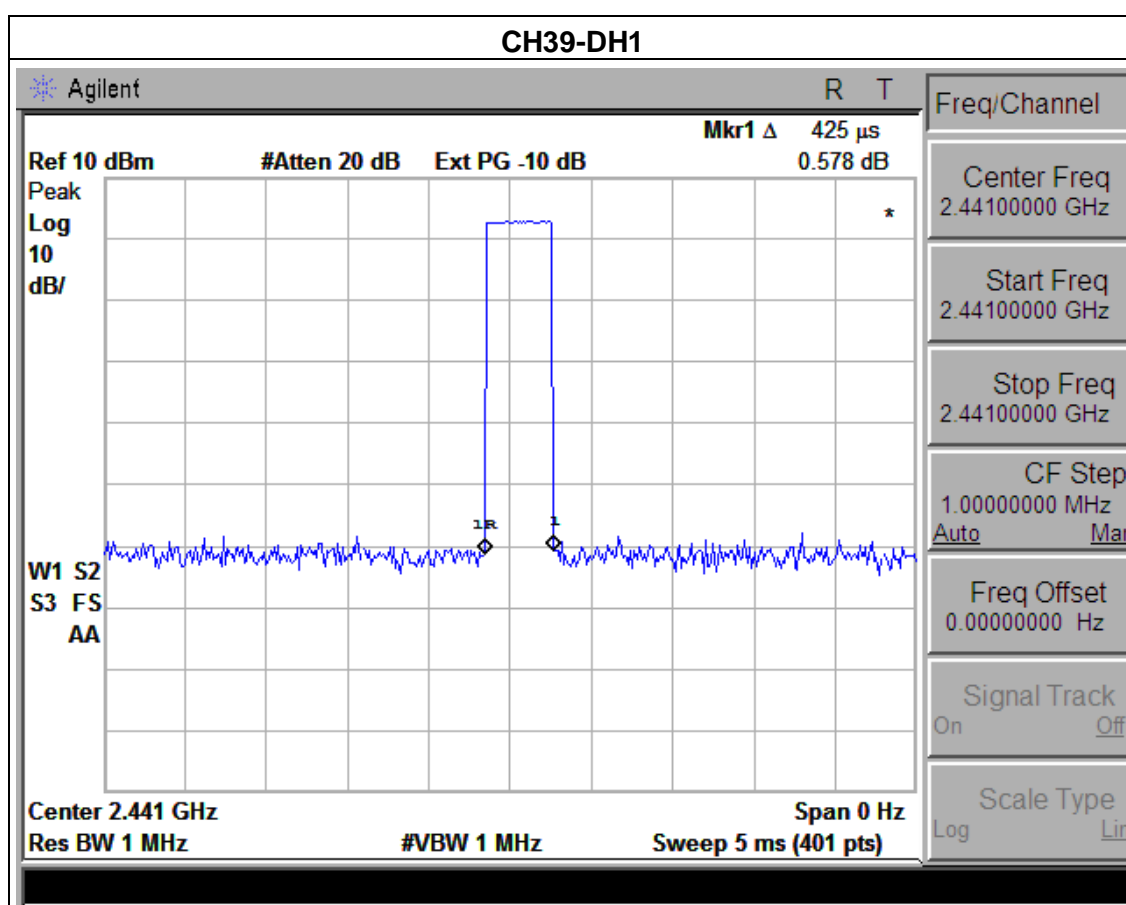 CH39-DH1
Agilent R T
Mkr1 Δ 425 µs
Ref 10 dBm #Atten 20 dB Ext PG -10 dB 0.578 dB
Peak
Log
10
dB/
*
1R 1
W1 S2
S3 FS
AA
Center 2.441 GHz Span 0 Hz
Res BW 1 MHz #VBW 1 MHz Sweep 5 ms (401 pts)
Freq/Channel
Center Freq
2.44100000 GHz
Start Freq
2.44100000 GHz
Stop Freq
2.44100000 GHz
CF Step
1.00000000 MHz
Auto Man
Freq Offset
0.00000000 Hz
Signal Track
On Off
Scale Type
Log Lin